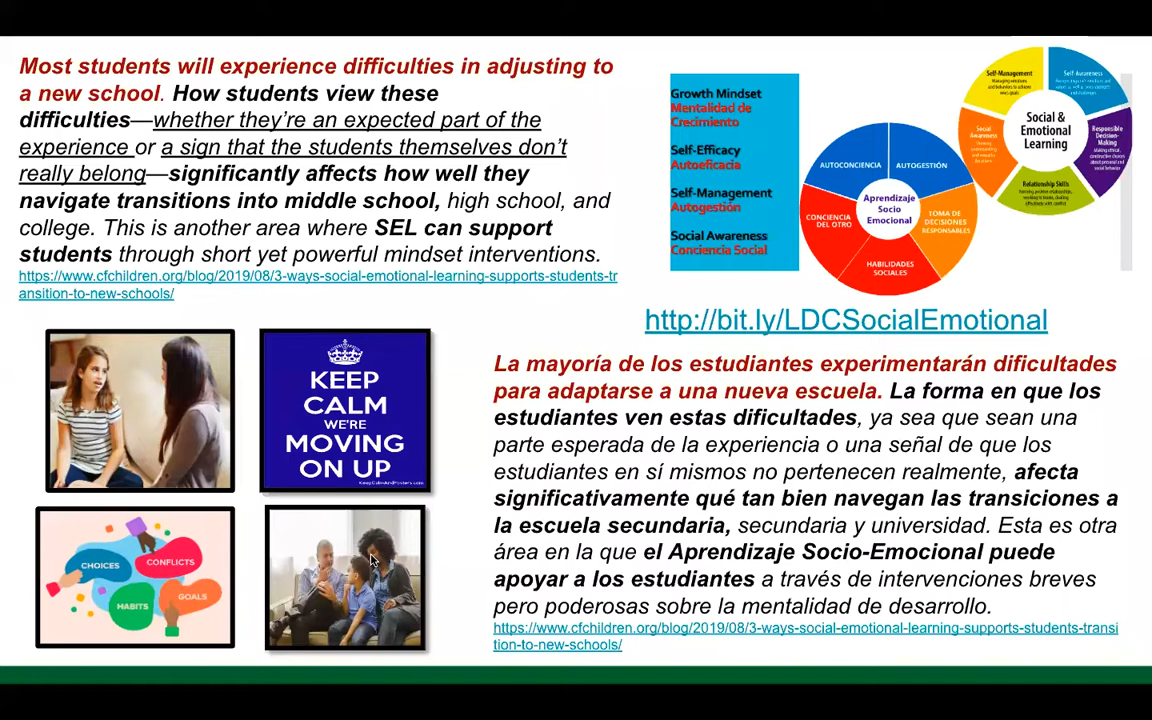 Most students will experience difficulties in adjusting to
a new school. How students view these
difficulties—whether they're an expected part of the
experience or a sign that the students themselves don't
really belong—significantly affects how well they
navigate transitions into middle school, high school, and
college. This is another area where SEL can support
students through short yet powerful mindset interventions.
https://www.cfchildren.org/blog/2019/08/3-ways-social-emotional-learning-supports-students-tr
ansition-to-new-schools/
Growth Mindset
Mentalidad de
Crecimiento
Self-Efficacy
Autoeficacia
Self-Management
Autogestión
Social Awareness
Conciencia Social
AUTOCONCIENCIA
AUTOGESTIÓN
Aprendizaje
Socio
Emocional
CONCIENCIA
DEL OTRO
TOMA DE
DECISIONES
RESPONSABLES
HABILIDADES
SOCIALES
Self-Management
Managing emotions
and behaviors to achieve
one's goals
Self-Awareness
Social &
Emotional
Learning
Social
Awareness
Responsible
Decision-
Making
Relationship Skills
http://bit.ly/LDCSocialEmotional
KEEP
CALM
WE'RE
MOVING
ON UP
CHOICES
CONFLICTS
HABITS
GOALS
La mayoría de los estudiantes experimentarán dificultades
para adaptarse a una nueva escuela. La forma en que los
estudiantes ven estas dificultades, ya sea que sean una
parte esperada de la experiencia o una señal de que los
estudiantes en sí mismos no pertenecen realmente, afecta
significativamente qué tan bien navegan las transiciones a
la escuela secundaria, secundaria y universidad. Esta es otra
área en la que el Aprendizaje Socio-Emocional puede
apoyar a los estudiantes a través de intervenciones breves
pero poderosas sobre la mentalidad de desarrollo.
https://www.cfchildren.org/blog/2019/08/3-ways-social-emotional-learning-supports-students-transi
tion-to-new-schools/